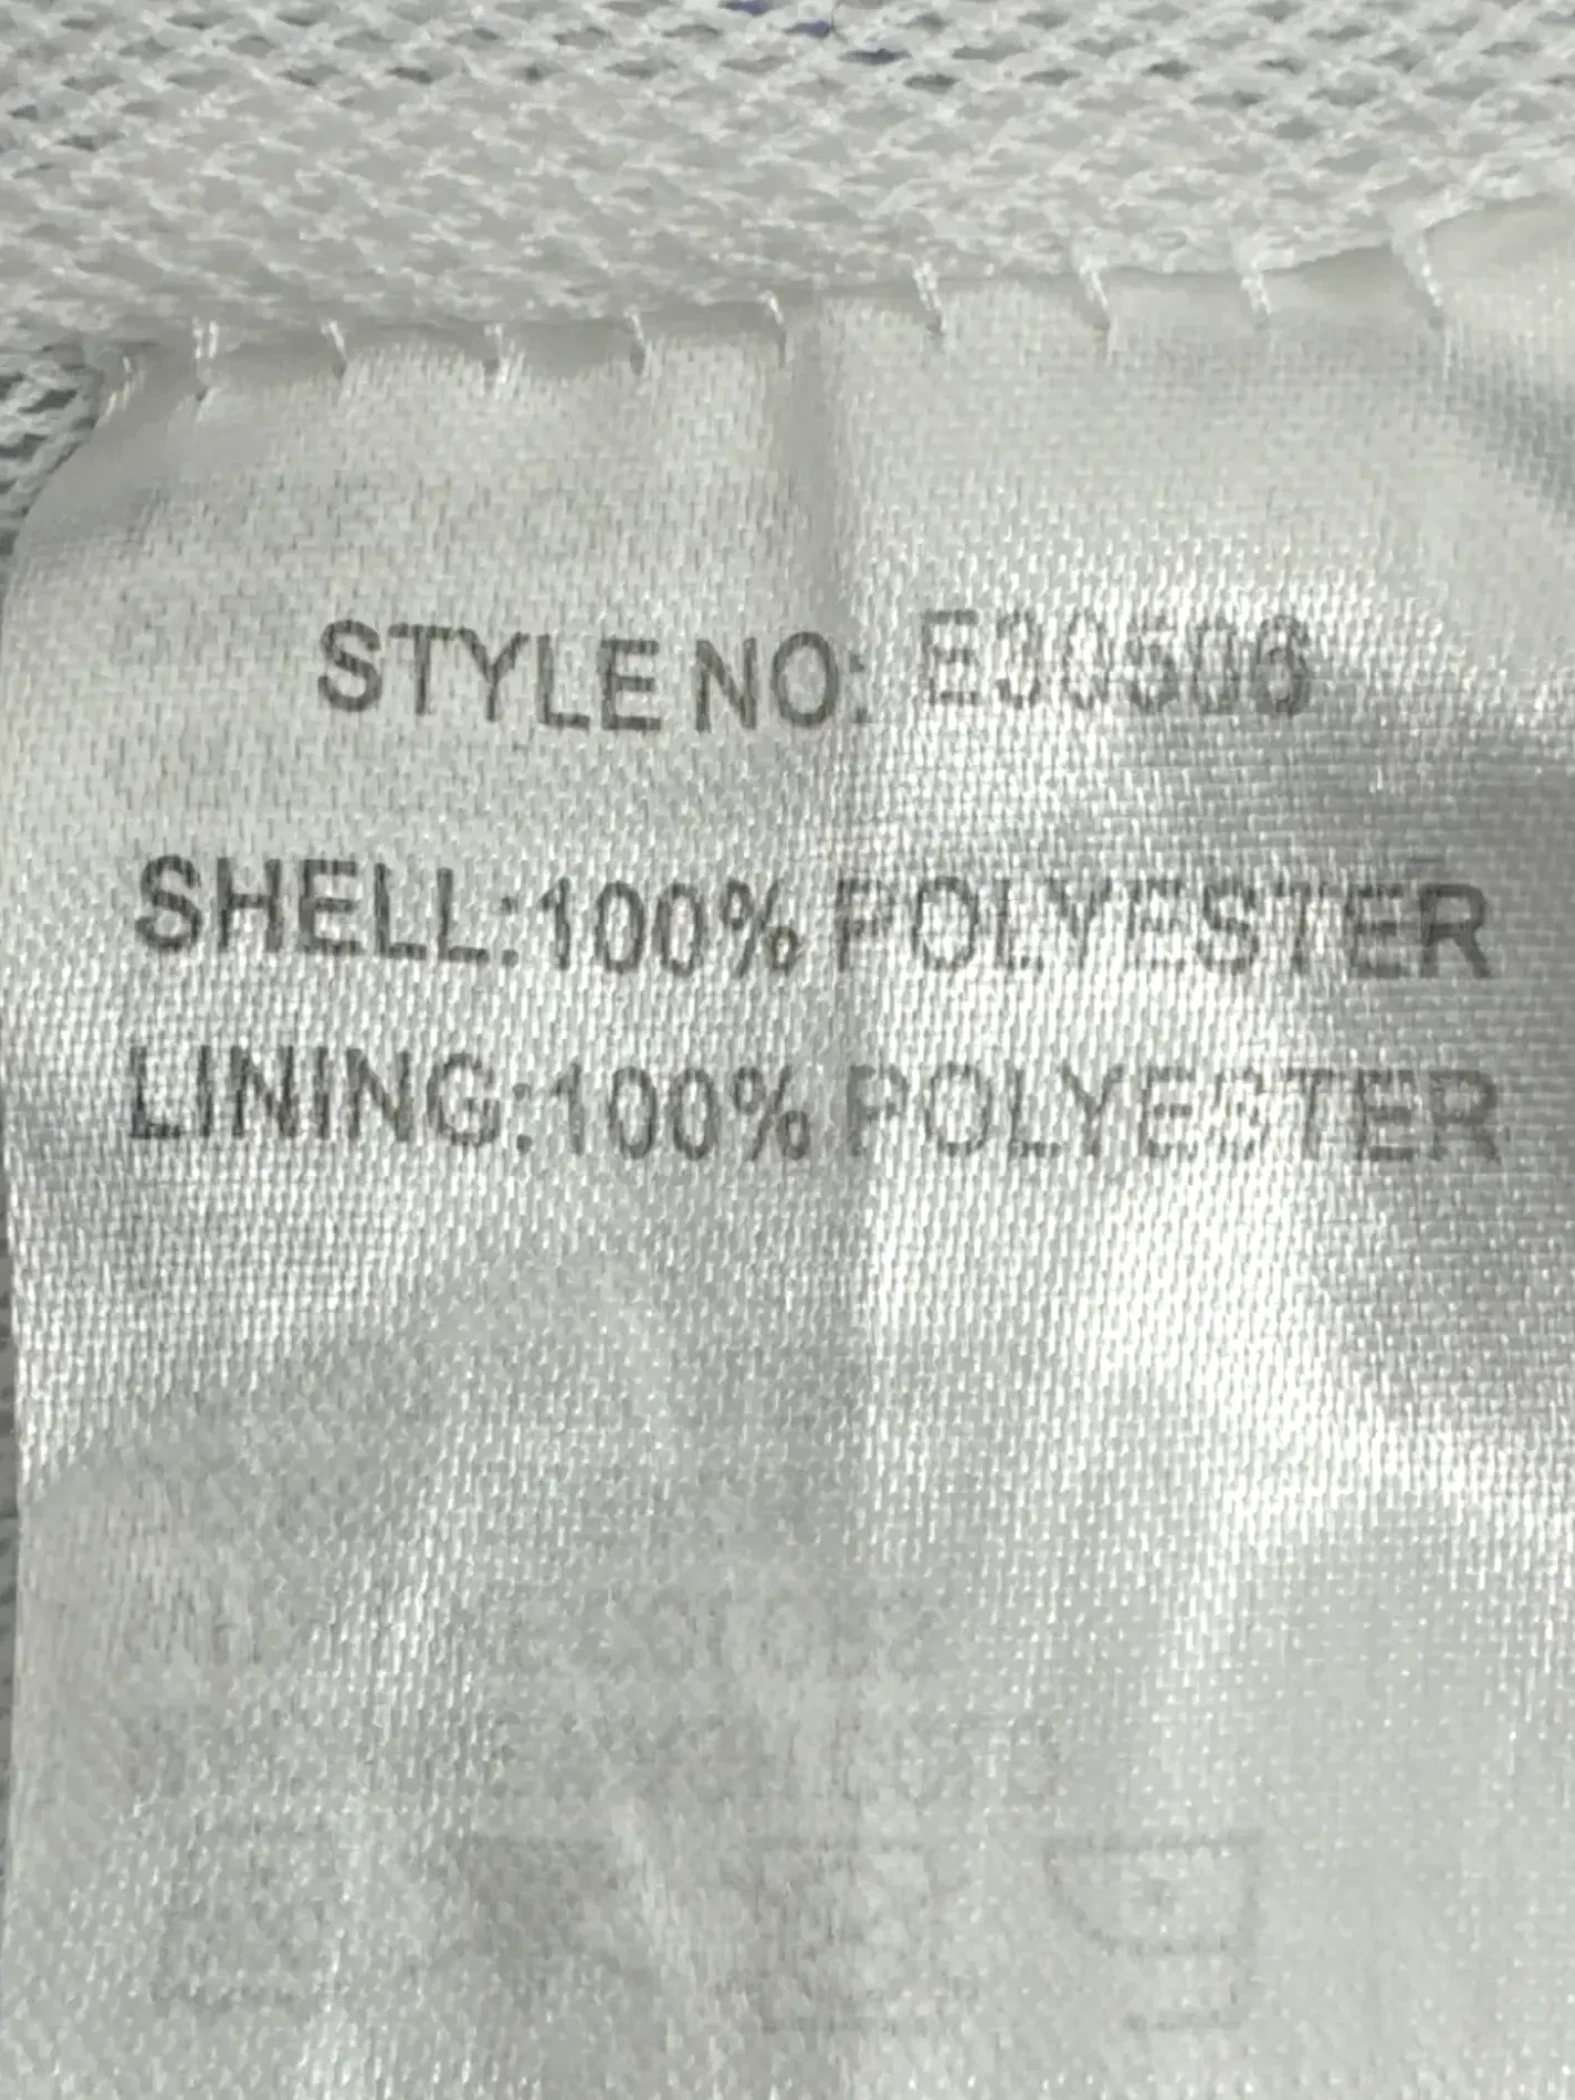 STYLE NO: E30506
SHELL:100% POLYESTER
LINING:100% POLYESTER